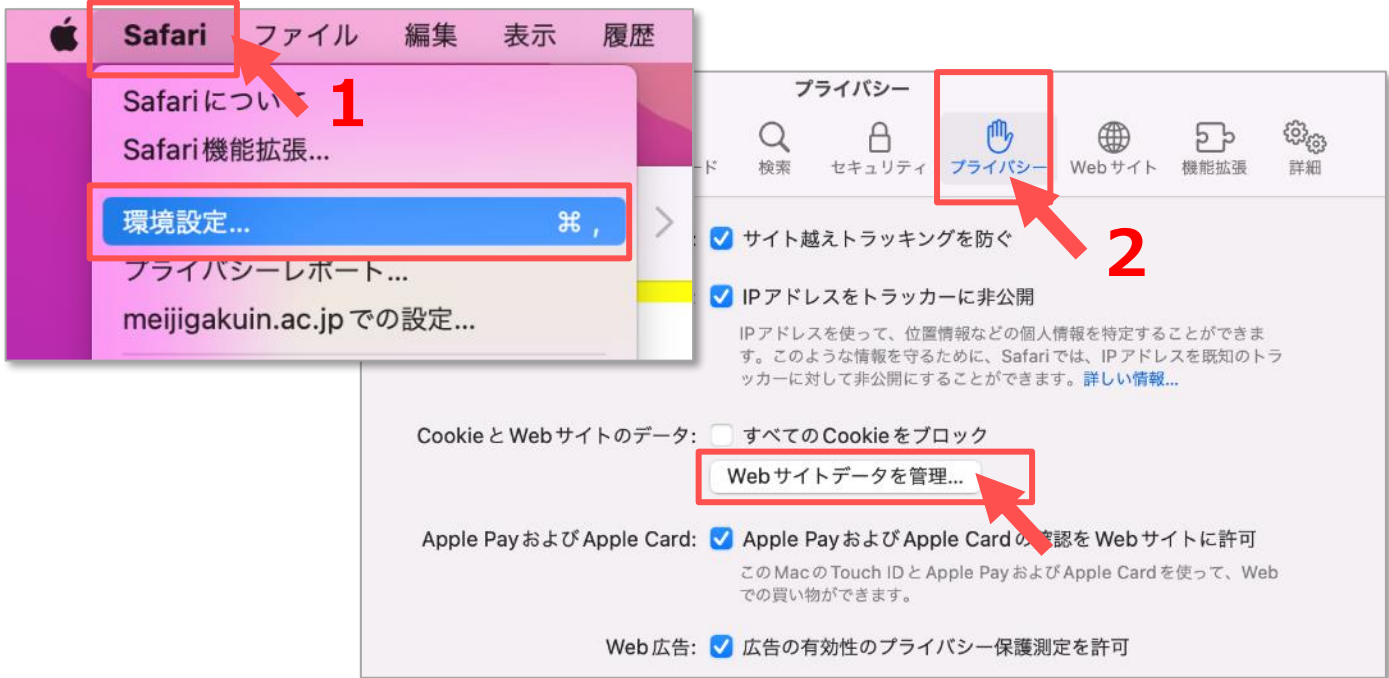 Safari ファイル 編集 表示 履歴
Safariについて
Safari機能拡張...
環境設定... ⌘ ,
プライバシーレポート...
meijigakuin.ac.jpでの設定...
1
プライバシー
ード 検索 セキュリティ プライバシー Webサイト 機能拡張 詳細
2
: サイト越えトラッキングを防ぐ
: IPアドレスをトラッカーに非公開
IPアドレスを使って、位置情報などの個人情報を特定することができま
す。このような情報を守るために、Safariでは、IPアドレスを既知のトラ
ッカーに対して非公開にすることができます。詳しい情報...
CookieとWebサイトのデータ: すべてのCookieをブロック
Webサイトデータを管理...
Apple PayおよびApple Card: Apple PayおよびApple Cardの確認をWebサイトに許可
このMacのTouch IDとApple PayおよびApple Cardを使って、Web
での買い物ができます。
Web広告: 広告の有効性のプライバシー保護測定を許可